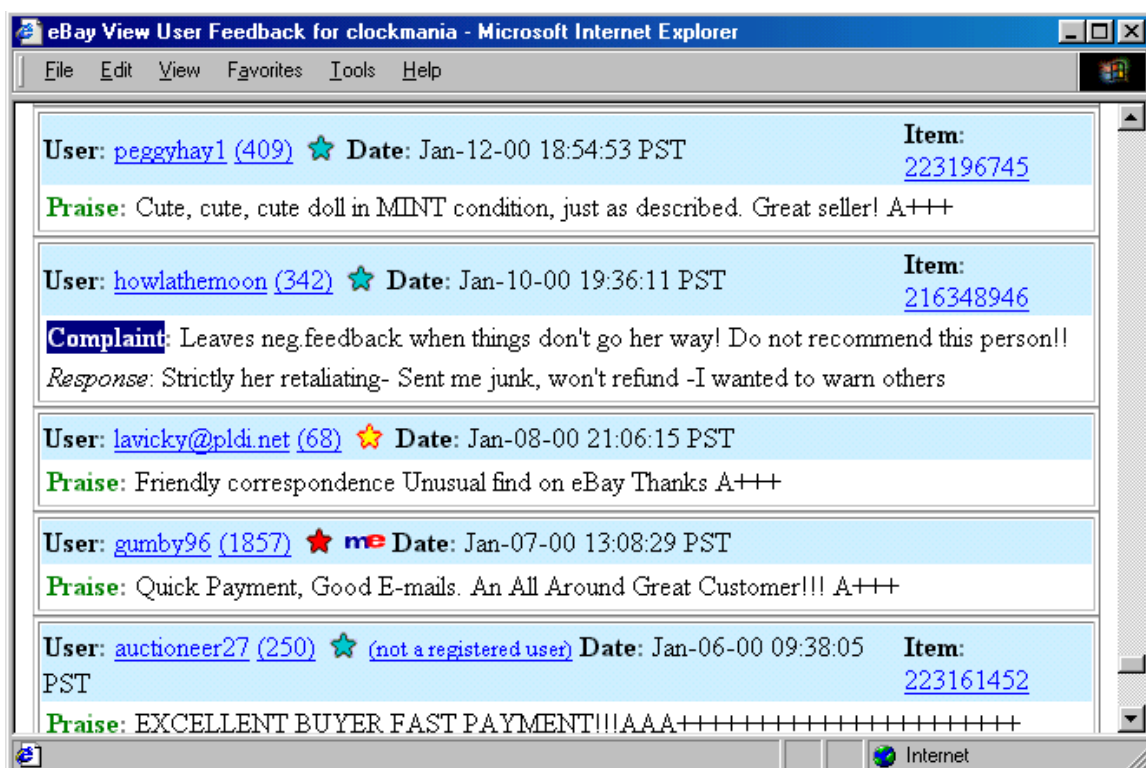 eBay View User Feedback for clockmania - Microsoft Internet Explorer
File Edit View Favorites Tools Help
User: peggyhay1 (409) Date: Jan-12-00 18:54:53 PST Item: 223196745
Praise: Cute, cute, cute doll in MINT condition, just as described. Great seller! A+++
User: howlathemoon (342) Date: Jan-10-00 19:36:11 PST Item: 216348946
Complaint: Leaves neg.feedback when things don't go her way! Do not recommend this person!!
Response: Strictly her retaliating- Sent me junk, won't refund -I wanted to warn others
User: lavicky@pldi.net (68) Date: Jan-08-00 21:06:15 PST
Praise: Friendly correspondence Unusual find on eBay Thanks A+++
User: gumby96 (1857) me Date: Jan-07-00 13:08:29 PST
Praise: Quick Payment, Good E-mails. An All Around Great Customer!!! A+++
User: auctioneer27 (250) (not a registered user) Date: Jan-06-00 09:38:05 Item:
PST 223161452
Praise: EXCELLENT BUYER FAST PAYMENT!!!AAA+++++++++++++++++++++++
Internet